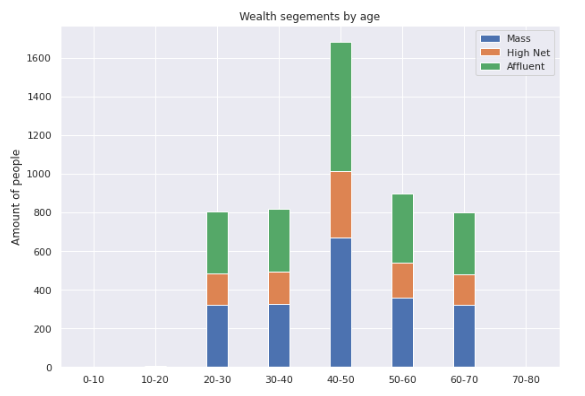 Wealth segements by age
Mass
High Net
Affluent
Amount of people
1600
1400
1200
1000
800
600
400
200
0
0-10 10-20 20-30 30-40 40-50 50-60 60-70 70-80